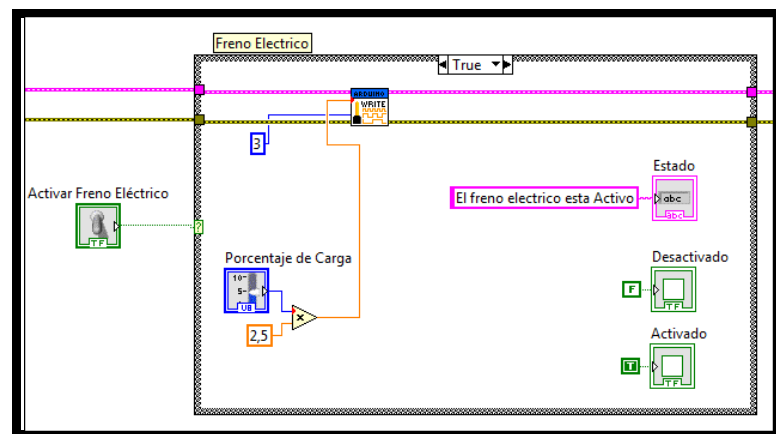 Freno Electrico
True
ARDUINO
WRITE
3
Estado
El freno electrico esta Activo
abc
abc
Activar Freno Eléctrico
TF
?
Porcentaje de Carga
10-
5-
U8
2,5
Desactivado
F
TF
Activado
T
TF